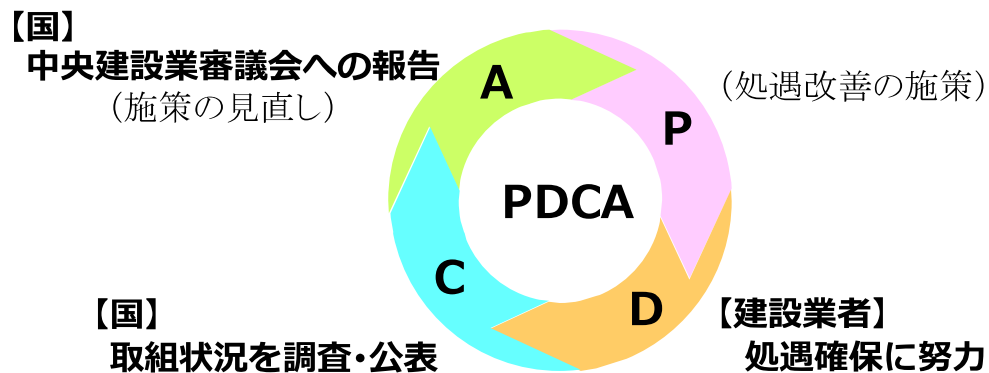 【国】
中央建設業審議会への報告
（施策の見直し）
A
（処遇改善の施策）
P
PDCA
C
D
【国】
取組状況を調査・公表
【建設業者】
処遇確保に努力